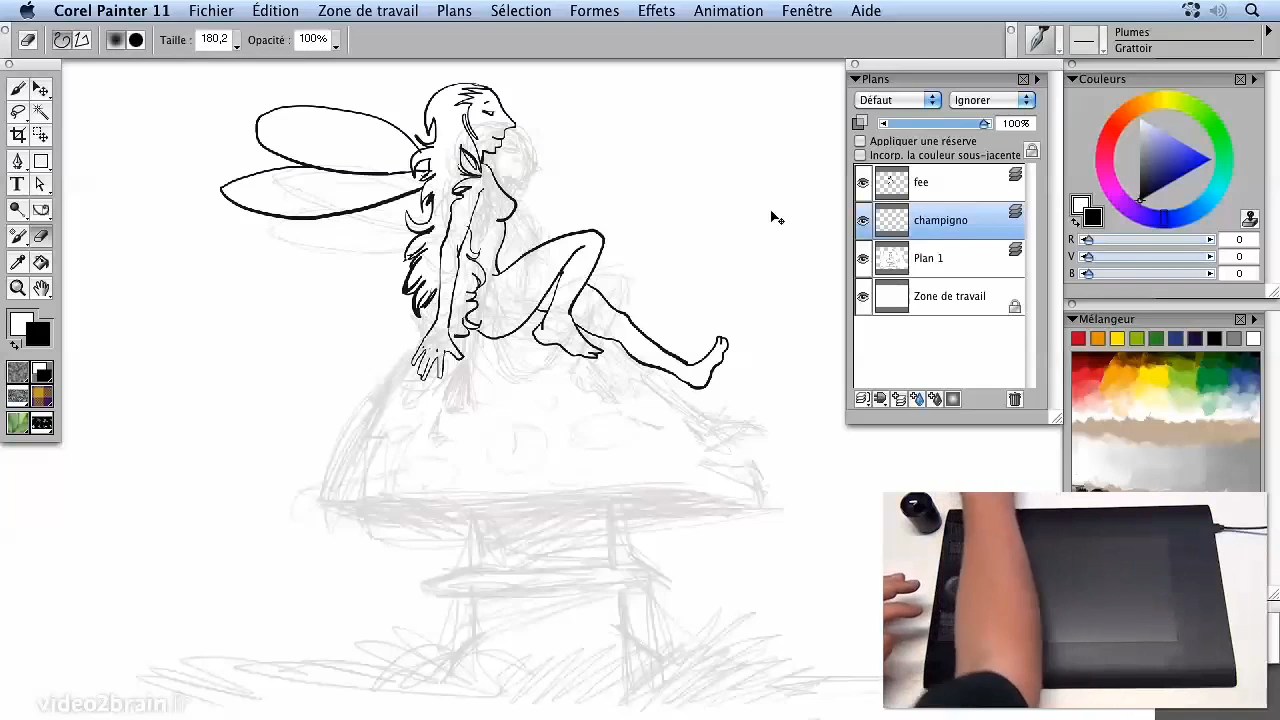 Corel Painter 11 Fichier Édition Zone de travail Plans Sélection Formes Effets Animation Fenêtre Aide
Taille : 180,2 Opacité : 100%
Plumes
Grattoir
Plans
Défaut Ignorer
100%
Appliquer une réserve
Incorp. la couleur sous-jacente
fee
champigno
Plan 1
Zone de travail
Couleurs
R 0
V 0
B 0
Mélangeur
T
video2brain.fr